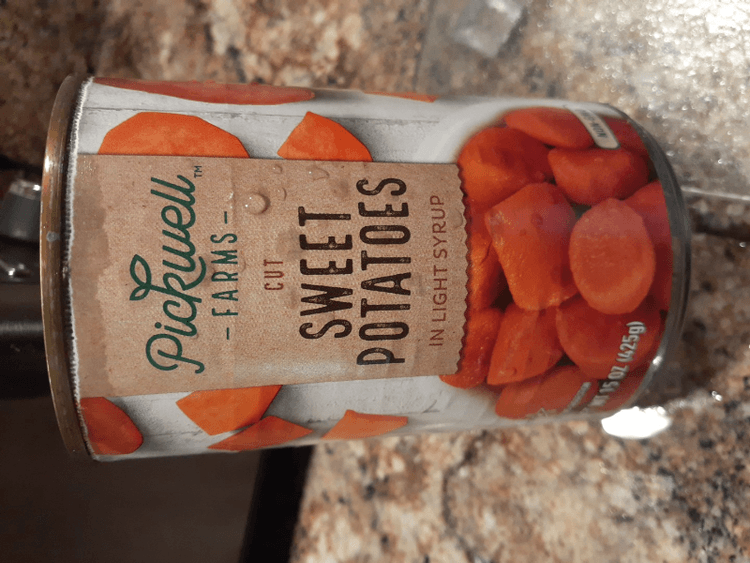 Pickwell™
- FARMS -
CUT
SWEET
POTATOES
IN LIGHT SYRUP
15 OZ (425g)